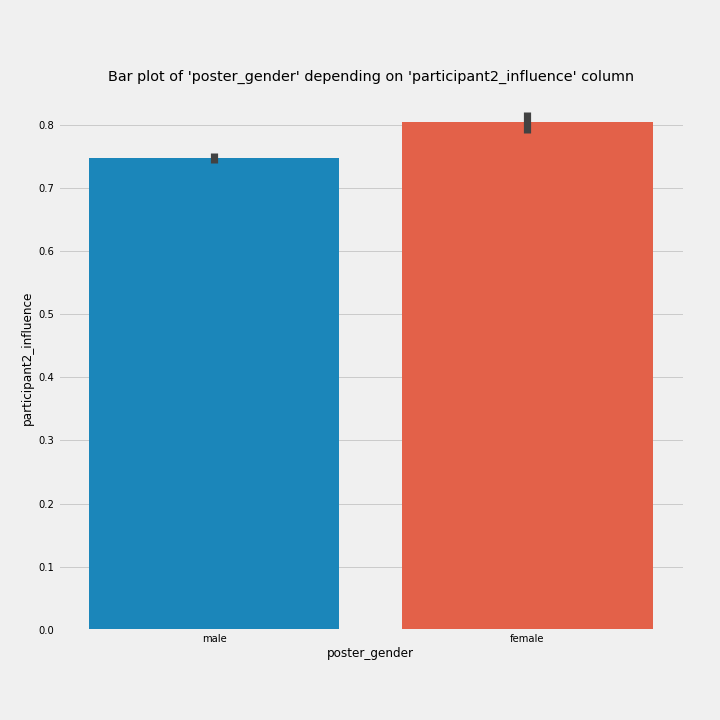 Bar plot of 'poster_gender' depending on 'participant2_influence' column
0.8
0.7
0.6
0.5
0.4
0.3
0.2
0.1
0.0
participant2_influence
male
female
poster_gender